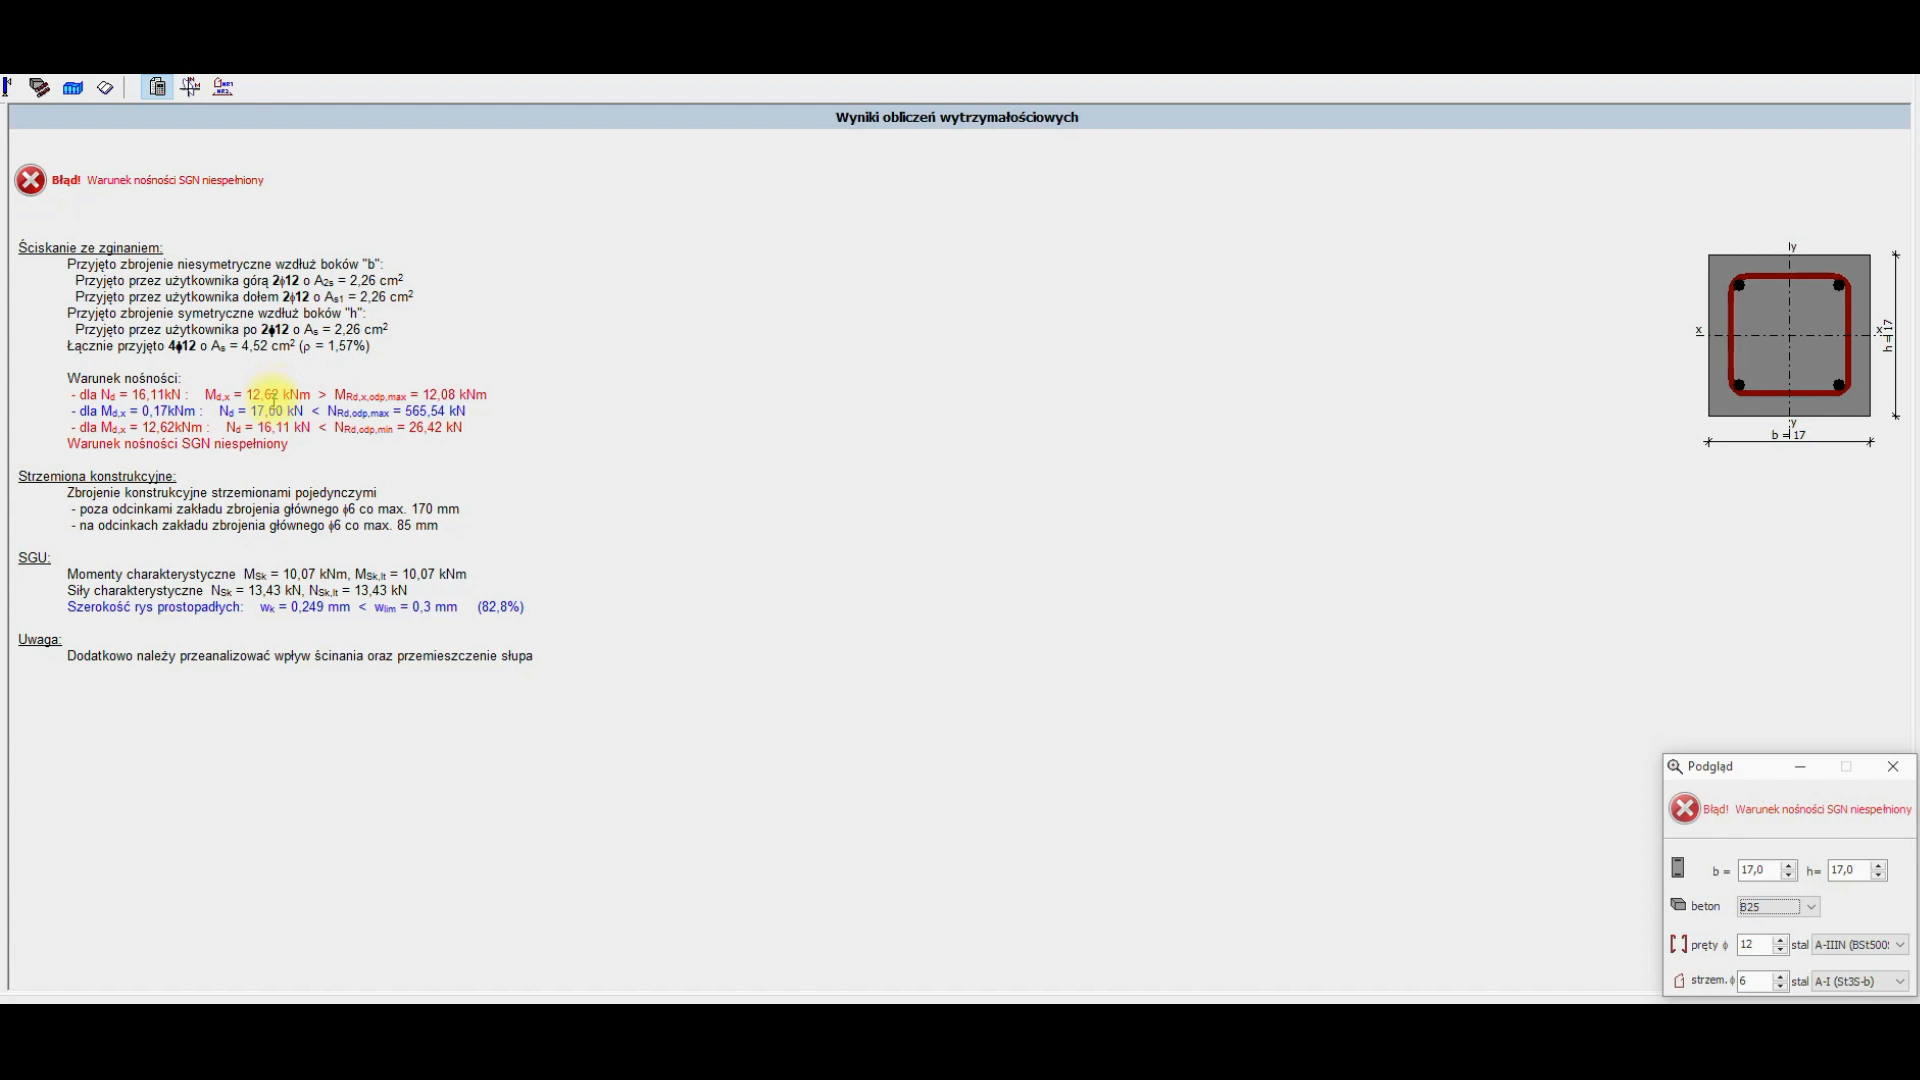 Wyniki obliczeń wytrzymałościowych
Błąd! Warunek nośności SGN niespełniony
Ściskanie ze zginaniem:
Przyjęto zbrojenie niesymetryczne wzdłuż boków "b":
Przyjęto przez użytkownika górą 2ϕ12 o A2s = 2,26 cm2
Przyjęto przez użytkownika dołem 2ϕ12 o As1 = 2,26 cm2
Przyjęto zbrojenie symetryczne wzdłuż boków "h":
Przyjęto przez użytkownika po 2ϕ12 o As = 2,26 cm2
Łącznie przyjęto 4ϕ12 o As = 4,52 cm2 (ρ = 1,57%)
Warunek nośności:
- dla Nd = 16,11kN : Md,x = 12,62 kNm > MRd,x,odp,max = 12,08 kNm
- dla Md,x = 0,17kNm : Nd = 17,60 kN < NRd,odp,max = 565,54 kN
- dla Md,x = 12,62kNm : Nd = 16,11 kN < NRd,odp,min = 26,42 kN
Warunek nośności SGN niespełniony
Strzemiona konstrukcyjne:
Zbrojenie konstrukcyjne strzemionami pojedynczymi
- poza odcinkami zakładu zbrojenia głównego ϕ6 co max. 170 mm
- na odcinkach zakładu zbrojenia głównego ϕ6 co max. 85 mm
SGU:
Momenty charakterystyczne MSk = 10,07 kNm, MSk,lt = 10,07 kNm
Siły charakterystyczne NSk = 13,43 kN, NSk,lt = 13,43 kN
Szerokość rys prostopadłych: wk = 0,249 mm < wlim = 0,3 mm (82,8%)
Uwaga:
Dodatkowo należy przeanalizować wpływ ścinania oraz przemieszczenie słupa
y
x
x
h = 17
y
b = 17
Podgląd
Błąd! Warunek nośności SGN niespełniony
b = 17,0 h= 17,0
beton B25
pręty ϕ 12 stal A-IIIN (BSt500S
strzem. ϕ 6 stal A-I (St3S-b)